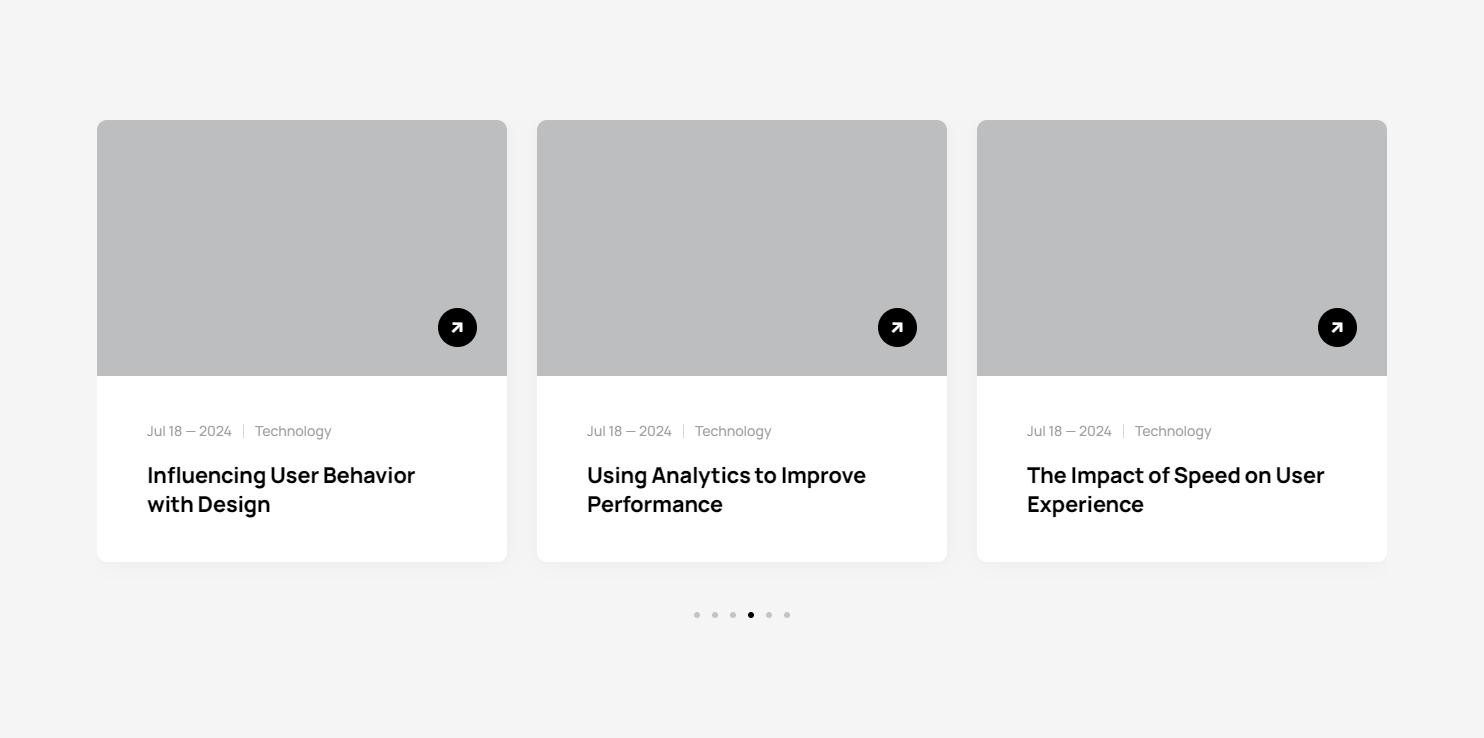 Jul 18 — 2024 Technology
Influencing User Behavior
with Design
Jul 18 — 2024 Technology
Using Analytics to Improve
Performance
Jul 18 — 2024 Technology
The Impact of Speed on User
Experience